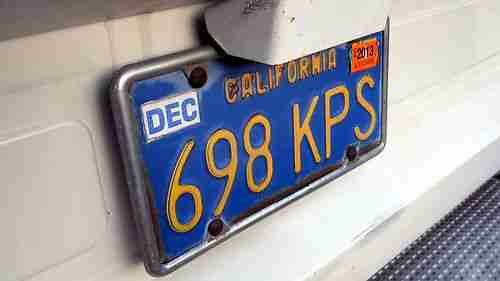 CALIFORNIA
2013
DEC
698 KPS